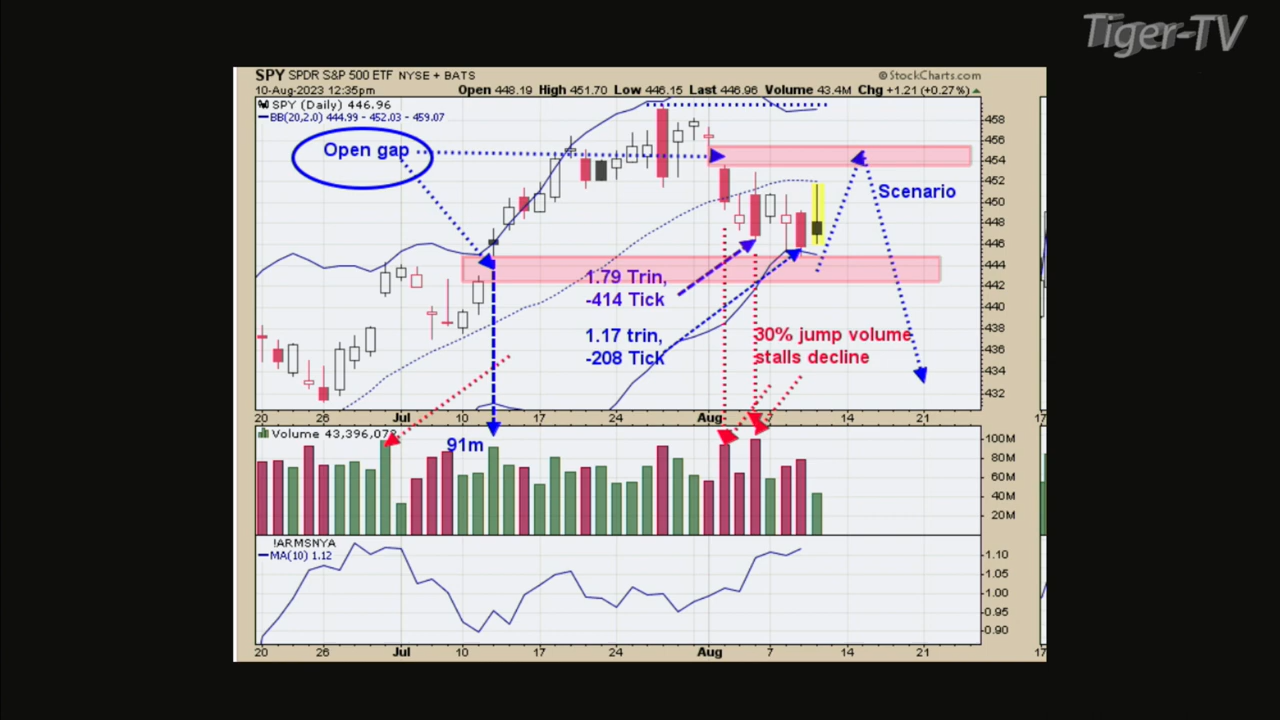 Tiger-TV
SPY SPDR S&P 500 ETF NYSE + BATS
© StockCharts.com
10-Aug-2023 12:35pm
Open 448.19 High 451.70 Low 446.15 Last 446.96 Volume 43.4M Chg +1.21 (+0.27%)
SPY (Daily) 446.96
BB(20,2.0) 444.99 - 452.03 - 459.07
Open gap
Scenario
1.79 Trin,
-414 Tick
1.17 trin,
-208 Tick
30% jump volume
stalls decline
458
456
454
452
450
448
446
444
442
440
438
436
434
432
20 26 Jul 10 17 24 Aug 14 21 17
Volume 43,396,072
91m
100M
80M
60M
40M
20M
!ARMSNYA
MA(10) 1.12
1.10
1.05
1.00
0.95
0.90
20 26 Jul 10 17 24 Aug 7 14 21 17